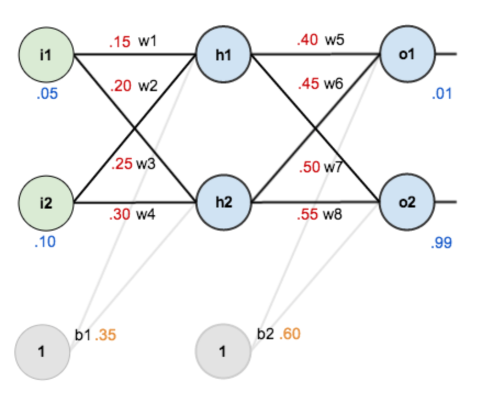 i1 .15 w1 h1 .40 w5 o1
.05 .20 w2 .45 w6 .01
.25 w3 .50 w7
i2 .30 w4 h2 .55 w8 o2
.10 .99
1 b1 .35 1 b2 .60